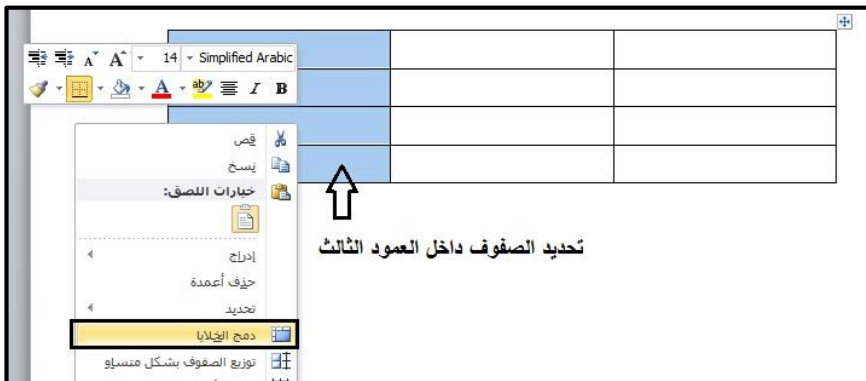 14 Simplified Arabic
B I
قص
نسخ
خيارات اللصق:
إدراج
حذف أعمدة
تحديد
دمج الخلايا
توزيع الصفوف بشكل متساو
تحديد الصفوف داخل العمود الثالث